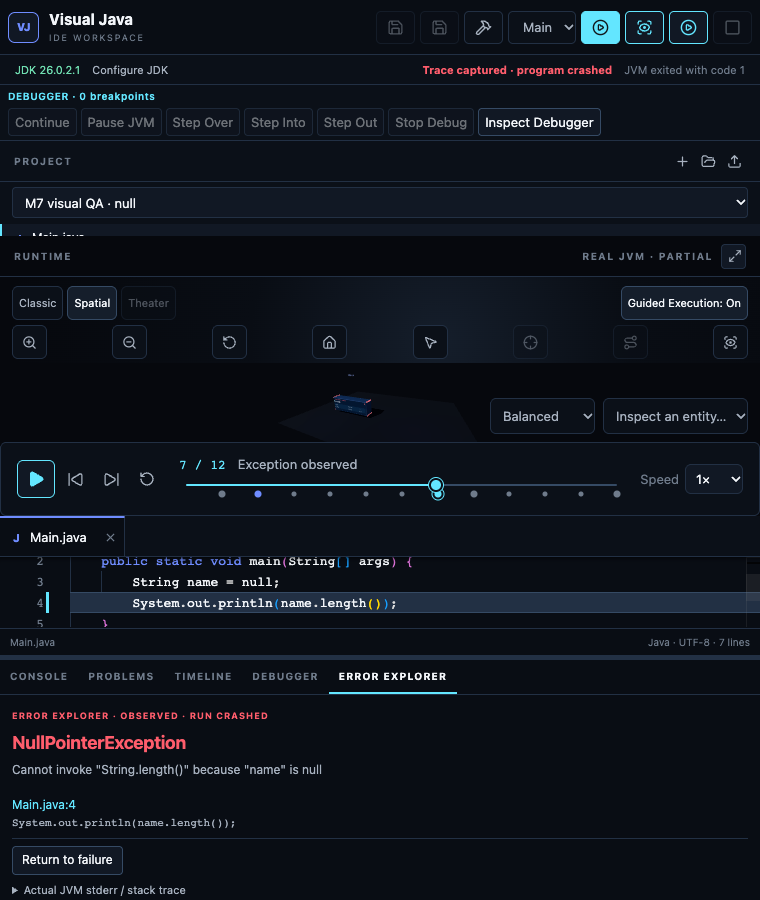 VJ
Visual Java
IDE WORKSPACE
Main
JDK 26.0.2.1 Configure JDK
Trace captured · program crashed JVM exited with code 1
DEBUGGER · 0 breakpoints
Continue Pause JVM Step Over Step Into Step Out Stop Debug Inspect Debugger
PROJECT
M7 visual QA · null
Main.java
RUNTIME
REAL JVM · PARTIAL
Classic Spatial Theater
Guided Execution: On
Balanced Inspect an entity...
7 / 12 Exception observed
Speed 1×
J Main.java
2 public static void main(String[] args) {
3 String name = null;
4 System.out.println(name.length());
5 }
Main.java
Java · UTF-8 · 7 lines
CONSOLE PROBLEMS TIMELINE DEBUGGER ERROR EXPLORER
ERROR EXPLORER · OBSERVED · RUN CRASHED
NullPointerException
Cannot invoke "String.length()" because "name" is null
Main.java:4
System.out.println(name.length());
Return to failure
Actual JVM stderr / stack trace